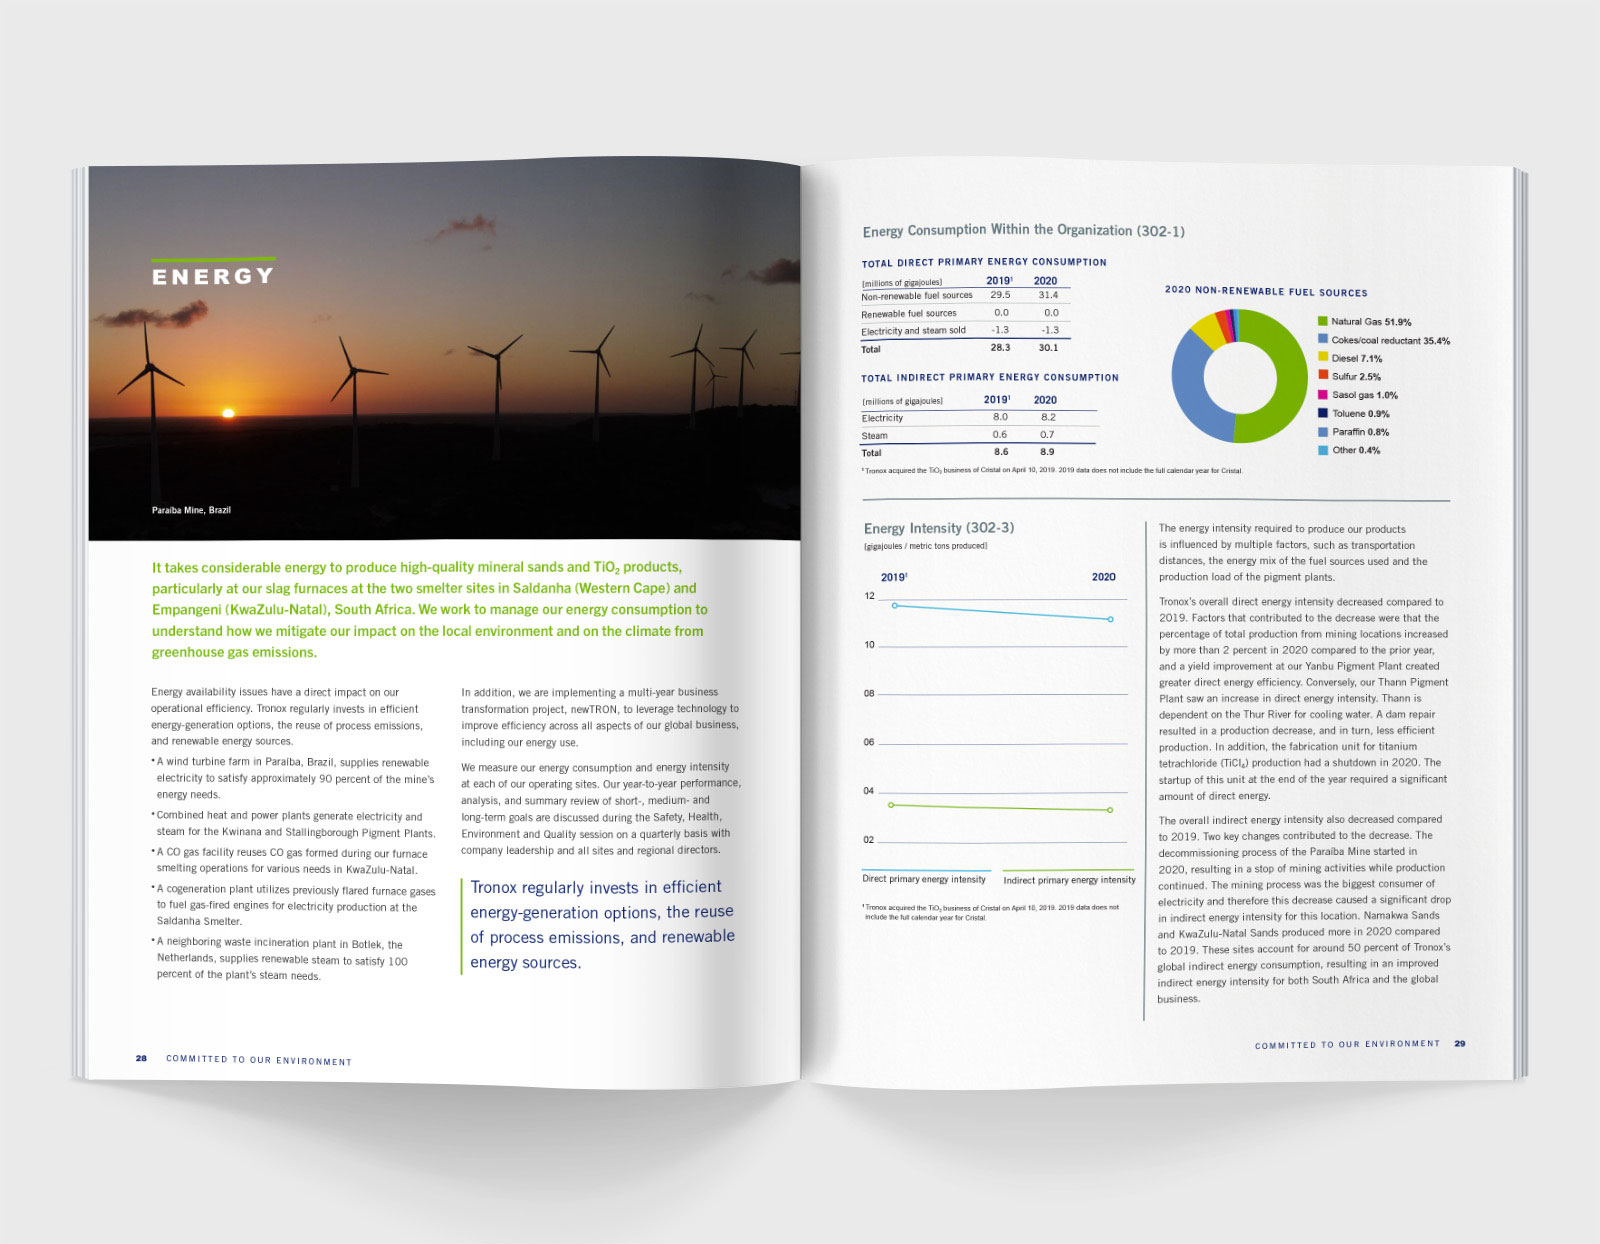 ENERGY
Paraíba Mine, Brazil
It takes considerable energy to produce high-quality mineral sands and TiO₂ products,
particularly at our slag furnaces at the two smelter sites in Saldanha (Western Cape) and
Empangeni (KwaZulu-Natal), South Africa. We work to manage our energy consumption to
understand how we mitigate our impact on the local environment and on the climate from
greenhouse gas emissions.
Energy availability issues have a direct impact on our
operational efficiency. Tronox regularly invests in efficient
energy-generation options, the reuse of process emissions,
and renewable energy sources.
• A wind turbine farm in Paraíba, Brazil, supplies renewable
electricity to satisfy approximately 90 percent of the mine's
energy needs.
• Combined heat and power plants generate electricity and
steam for the Kwinana and Stallingborough Pigment Plants.
• A CO gas facility reuses CO gas formed during our furnace
smelting operations for various needs in KwaZulu-Natal.
• A cogeneration plant utilizes previously flared furnace gases
to fuel gas-fired engines for electricity production at the
Saldanha Smelter.
• A neighboring waste incineration plant in Botlek, the
Netherlands, supplies renewable steam to satisfy 100
percent of the plant's steam needs.
In addition, we are implementing a multi-year business
transformation project, newTRON, to leverage technology to
improve efficiency across all aspects of our global business,
including our energy use.
We measure our energy consumption and energy intensity
at each of our operating sites. Our year-to-year performance,
analysis, and summary review of short-, medium- and
long-term goals are discussed during the Safety, Health,
Environment and Quality session on a quarterly basis with
company leadership and all sites and regional directors.
Tronox regularly invests in efficient
energy-generation options, the reuse
of process emissions, and renewable
energy sources.
28 COMMITTED TO OUR ENVIRONMENT
Energy Consumption Within the Organization (302-1)
TOTAL DIRECT PRIMARY ENERGY CONSUMPTION
(millions of gigajoules) 2019¹ 2020
Non-renewable fuel sources 29.5 31.4
Renewable fuel sources 0.0 0.0
Electricity and steam sold -1.3 -1.3
Total 28.3 30.1
TOTAL INDIRECT PRIMARY ENERGY CONSUMPTION
(millions of gigajoules) 2019¹ 2020
Electricity 8.0 8.2
Steam 0.6 0.7
Total 8.6 8.9
¹ Tronox acquired the TiO₂ business of Cristal on April 10, 2019. 2019 data does not include the full calendar year for Cristal.
2020 NON-RENEWABLE FUEL SOURCES
Natural Gas 51.9%
Cokes/coal reductant 35.4%
Diesel 7.1%
Sulfur 2.5%
Sasol gas 1.0%
Toluene 0.9%
Paraffin 0.8%
Other 0.4%
Energy Intensity (302-3)
(gigajoules / metric tons produced)
2019¹ 2020
12
10
08
06
04
02
Direct primary energy intensity Indirect primary energy intensity
¹ Tronox acquired the TiO₂ business of Cristal on April 10, 2019. 2019 data does not
include the full calendar year for Cristal.
The energy intensity required to produce our products
is influenced by multiple factors, such as transportation
distances, the energy mix of the fuel sources used and the
production load of the pigment plants.
Tronox's overall direct energy intensity decreased compared to
2019. Factors that contributed to the decrease were that the
percentage of total production from mining locations increased
by more than 2 percent in 2020 compared to the prior year,
and a yield improvement at our Yanbu Pigment Plant created
greater direct energy efficiency. Conversely, our Thann Pigment
Plant saw an increase in direct energy intensity. Thann is
dependent on the Thur River for cooling water. A dam repair
resulted in a production decrease, and in turn, less efficient
production. In addition, the fabrication unit for titanium
tetrachloride (TiCl₄) production had a shutdown in 2020. The
startup of this unit at the end of the year required a significant
amount of direct energy.
The overall indirect energy intensity also decreased compared
to 2019. Two key changes contributed to the decrease. The
decommissioning process of the Paraíba Mine started in
2020, resulting in a stop of mining activities while production
continued. The mining process was the biggest consumer of
electricity and therefore this decrease caused a significant drop
in indirect energy intensity for this location. Namakwa Sands
and KwaZulu-Natal Sands produced more in 2020 compared
to 2019. These sites account for around 50 percent of Tronox's
global indirect energy consumption, resulting in an improved
indirect energy intensity for both South Africa and the global
business.
COMMITTED TO OUR ENVIRONMENT 29